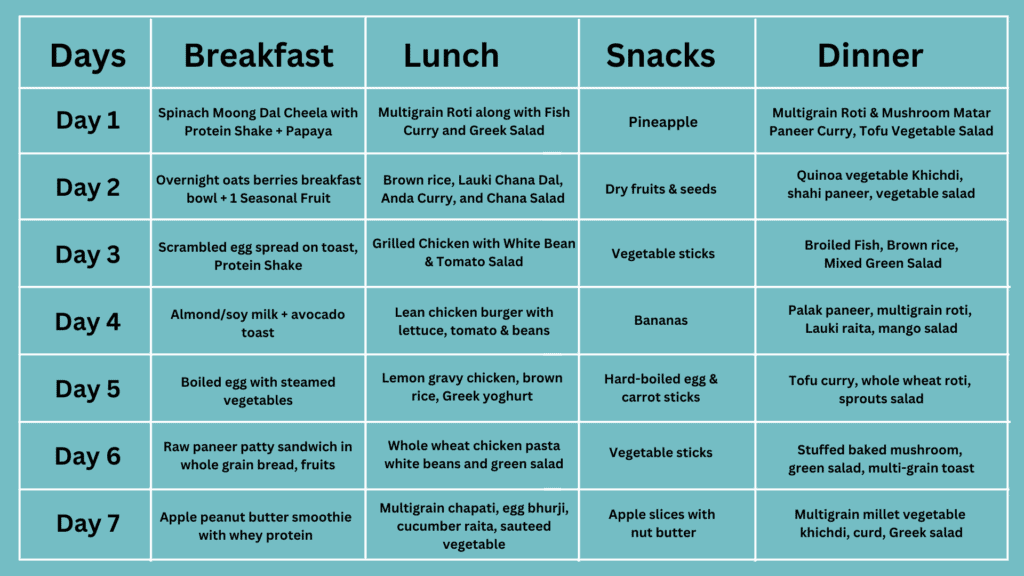 Days Breakfast Lunch Snacks Dinner
Day 1
Spinach Moong Dal Cheela with
Protein Shake + Papaya
Multigrain Roti along with Fish
Curry and Greek Salad
Pineapple
Multigrain Roti & Mushroom Matar
Paneer Curry, Tofu Vegetable Salad
Day 2
Overnight oats berries breakfast
bowl + 1 Seasonal Fruit
Brown rice, Lauki Chana Dal,
Anda Curry, and Chana Salad
Dry fruits & seeds
Quinoa vegetable Khichdi,
shahi paneer, vegetable salad
Day 3
Scrambled egg spread on toast,
Protein Shake
Grilled Chicken with White Bean
& Tomato Salad
Vegetable sticks
Broiled Fish, Brown rice,
Mixed Green Salad
Day 4
Almond/soy milk + avocado
toast
Lean chicken burger with
lettuce, tomato & beans
Bananas
Palak paneer, multigrain roti,
Lauki raita, mango salad
Day 5
Boiled egg with steamed
vegetables
Lemon gravy chicken, brown
rice, Greek yoghurt
Hard-boiled egg &
carrot sticks
Tofu curry, whole wheat roti,
sprouts salad
Day 6
Raw paneer patty sandwich in
whole grain bread, fruits
Whole wheat chicken pasta
white beans and green salad
Vegetable sticks
Stuffed baked mushroom,
green salad, multi-grain toast
Day 7
Apple peanut butter smoothie
with whey protein
Multigrain chapati, egg bhurji,
cucumber raita, sauteed
vegetable
Apple slices with
nut butter
Multigrain millet vegetable
khichdi, curd, Greek salad